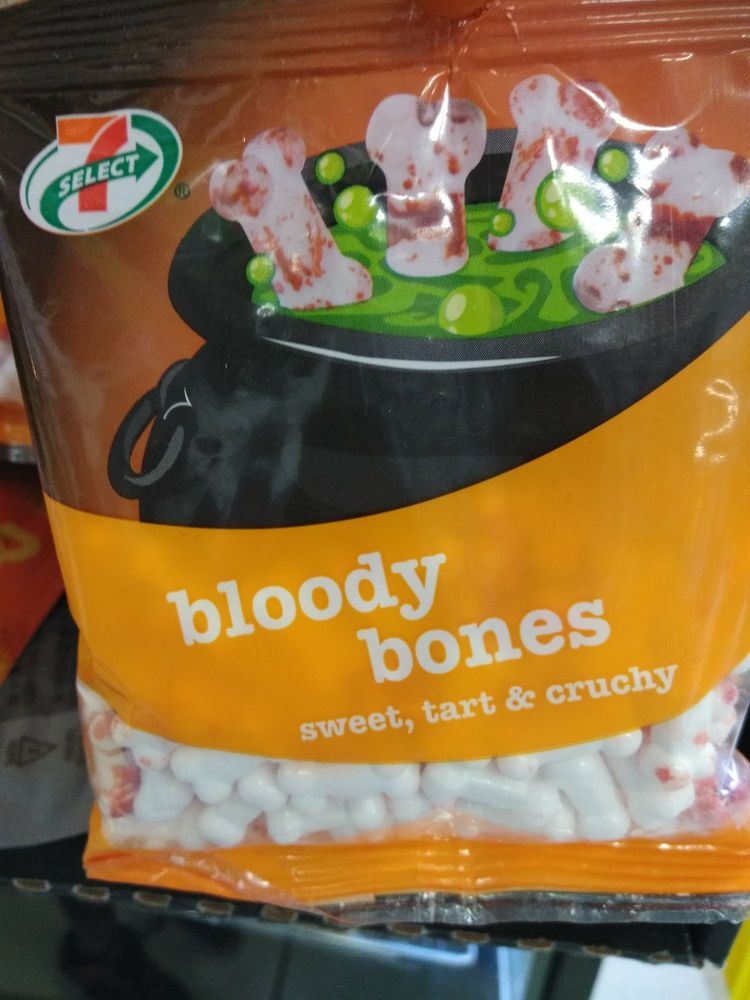 7
SELECT
®
bloody
bones
sweet, tart & cruchy